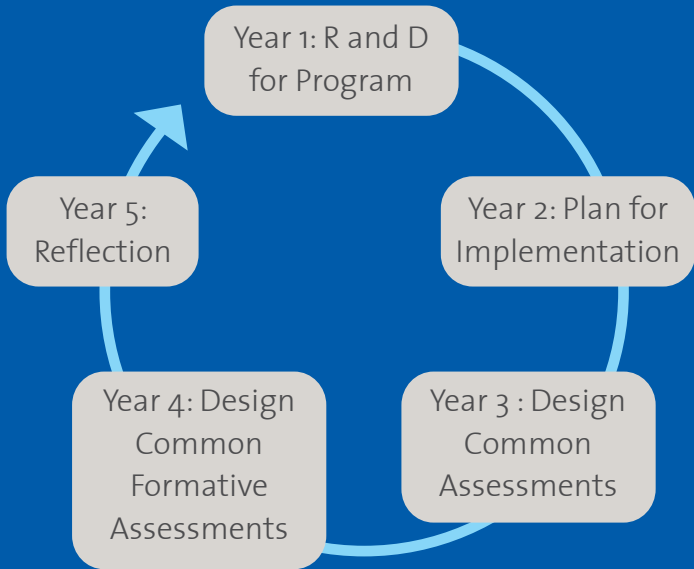 Year 1: R and D
for Program
Year 2: Plan for
Implementation
Year 3 : Design
Common
Assessments
Year 4: Design
Common
Formative
Assessments
Year 5:
Reflection